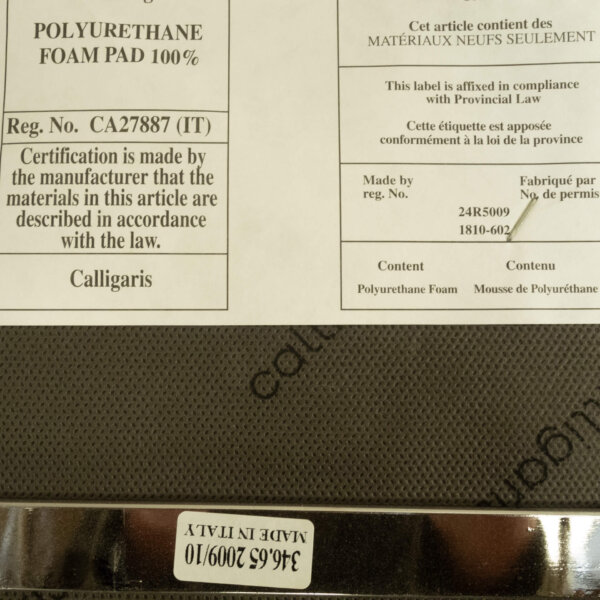 POLYURETHANE
FOAM PAD 100%
Reg. No. CA27887 (IT)
Certification is made by
the manufacturer that the
materials in this article are
described in accordance
with the law.
Calligaris
Cet article contient des
MATÉRIAUX NEUFS SEULEMENT
This label is affixed in compliance
with Provincial Law
Cette étiquette est apposée
conformément à la loi de la province
Made by
reg. No.
Fabriqué par
No. de permis
24R5009
1810-602
Content
Contenu
Polyurethane Foam
Mousse de Polyuréthane
346.65 2009/10
MADE IN ITALY